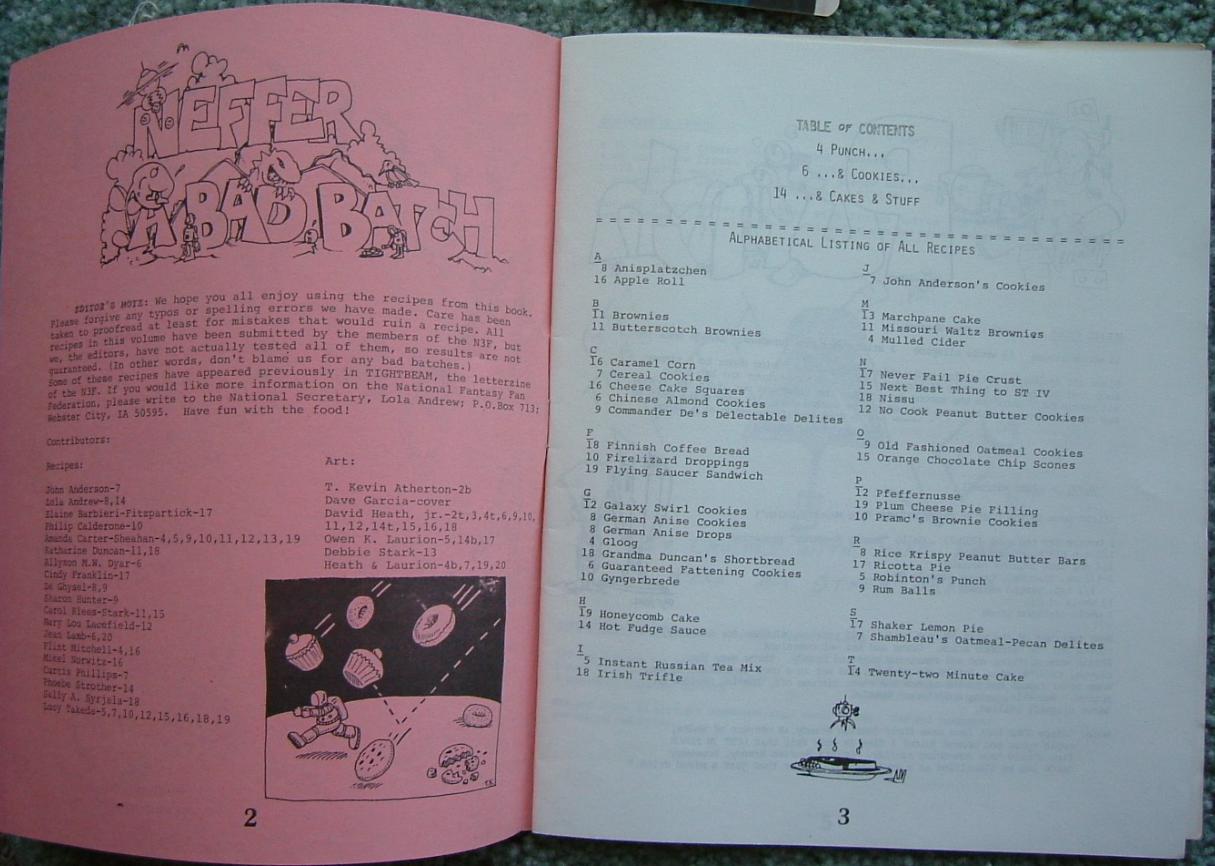 NEFFER
A BAD BATCH
EDITOR'S NOTE: We hope you all enjoy using the recipes from this book.
Please forgive any typos or spelling errors we have made. Care has been
taken to proofread at least for mistakes that would ruin a recipe. All
recipes in this volume have been submitted by the members of the N3F, but
we, the editors, have not actually tested all of them, so results are not
guaranteed. (In other words, don't blame us for any bad batches.)
Some of these recipes have appeared previously in TIGHTBEAM, the letterzine
of the N3F. If you would like more information on the National Fantasy Fan
Federation, please write to the National Secretary, Lola Andrew; P.O.Box 713;
Webster City, IA 50595. Have fun with the food!
Contributors:
Recipes:
John Anderson-7
Lola Andrew-8,14
Elaine Barbieri-Fitzpartick-17
Philip Calderone-10
Amanda Carter-Sheahan-4,5,9,10,11,12,13,19
Katharine Duncan-11,18
Allyson M.W. Dyar-6
Cindy Franklin-17
De Ghysel-8,9
Sharon Hunter-9
Carol Klees-Stark-11,15
Mary Lou Lacefield-12
Jean Lamb-6,20
Flint Mitchell-4,16
Mikel Norwitz-16
Curtis Phillips-7
Phoebe Strother-14
Sally A. Syrjala-18
Lucy Takeda-5,7,10,12,15,16,18,19
Art:
T. Kevin Atherton-2b
Dave Garcia-cover
David Heath, jr.-2t,3,4t,6,9,10,
11,12,14t,15,16,18
Owen K. Laurion-5,14b,17
Debbie Stark-13
Heath & Laurion-4b,7,19,20
2
TABLE of CONTENTS
4 PUNCH...
6 ...& COOKIES...
14 ...& CAKES & STUFF
ALPHABETICAL LISTING OF ALL RECIPES
A
8 Anisplatzchen
16 Apple Roll
B
11 Brownies
11 Butterscotch Brownies
C
16 Caramel Corn
7 Cereal Cookies
16 Cheese Cake Squares
6 Chinese Almond Cookies
9 Commander De's Delectable Delites
F
18 Finnish Coffee Bread
10 Firelizard Droppings
19 Flying Saucer Sandwich
G
12 Galaxy Swirl Cookies
8 German Anise Cookies
8 German Anise Drops
4 Gloog
18 Grandma Duncan's Shortbread
6 Guaranteed Fattening Cookies
10 Gyngerbrede
H
19 Honeycomb Cake
14 Hot Fudge Sauce
I
5 Instant Russian Tea Mix
18 Irish Trifle
J
7 John Anderson's Cookies
M
13 Marchpane Cake
11 Missouri Waltz Brownies
4 Mulled Cider
N
17 Never Fail Pie Crust
15 Next Best Thing to ST IV
18 Nissu
12 No Cook Peanut Butter Cookies
O
9 Old Fashioned Oatmeal Cookies
15 Orange Chocolate Chip Scones
P
12 Pfeffernusse
19 Plum Cheese Pie Filling
10 Pramc's Brownie Cookies
R
8 Rice Krispy Peanut Butter Bars
17 Ricotta Pie
5 Robinton's Punch
9 Rum Balls
S
17 Shaker Lemon Pie
7 Shambleau's Oatmeal-Pecan Delites
T
14 Twenty-two Minute Cake
3